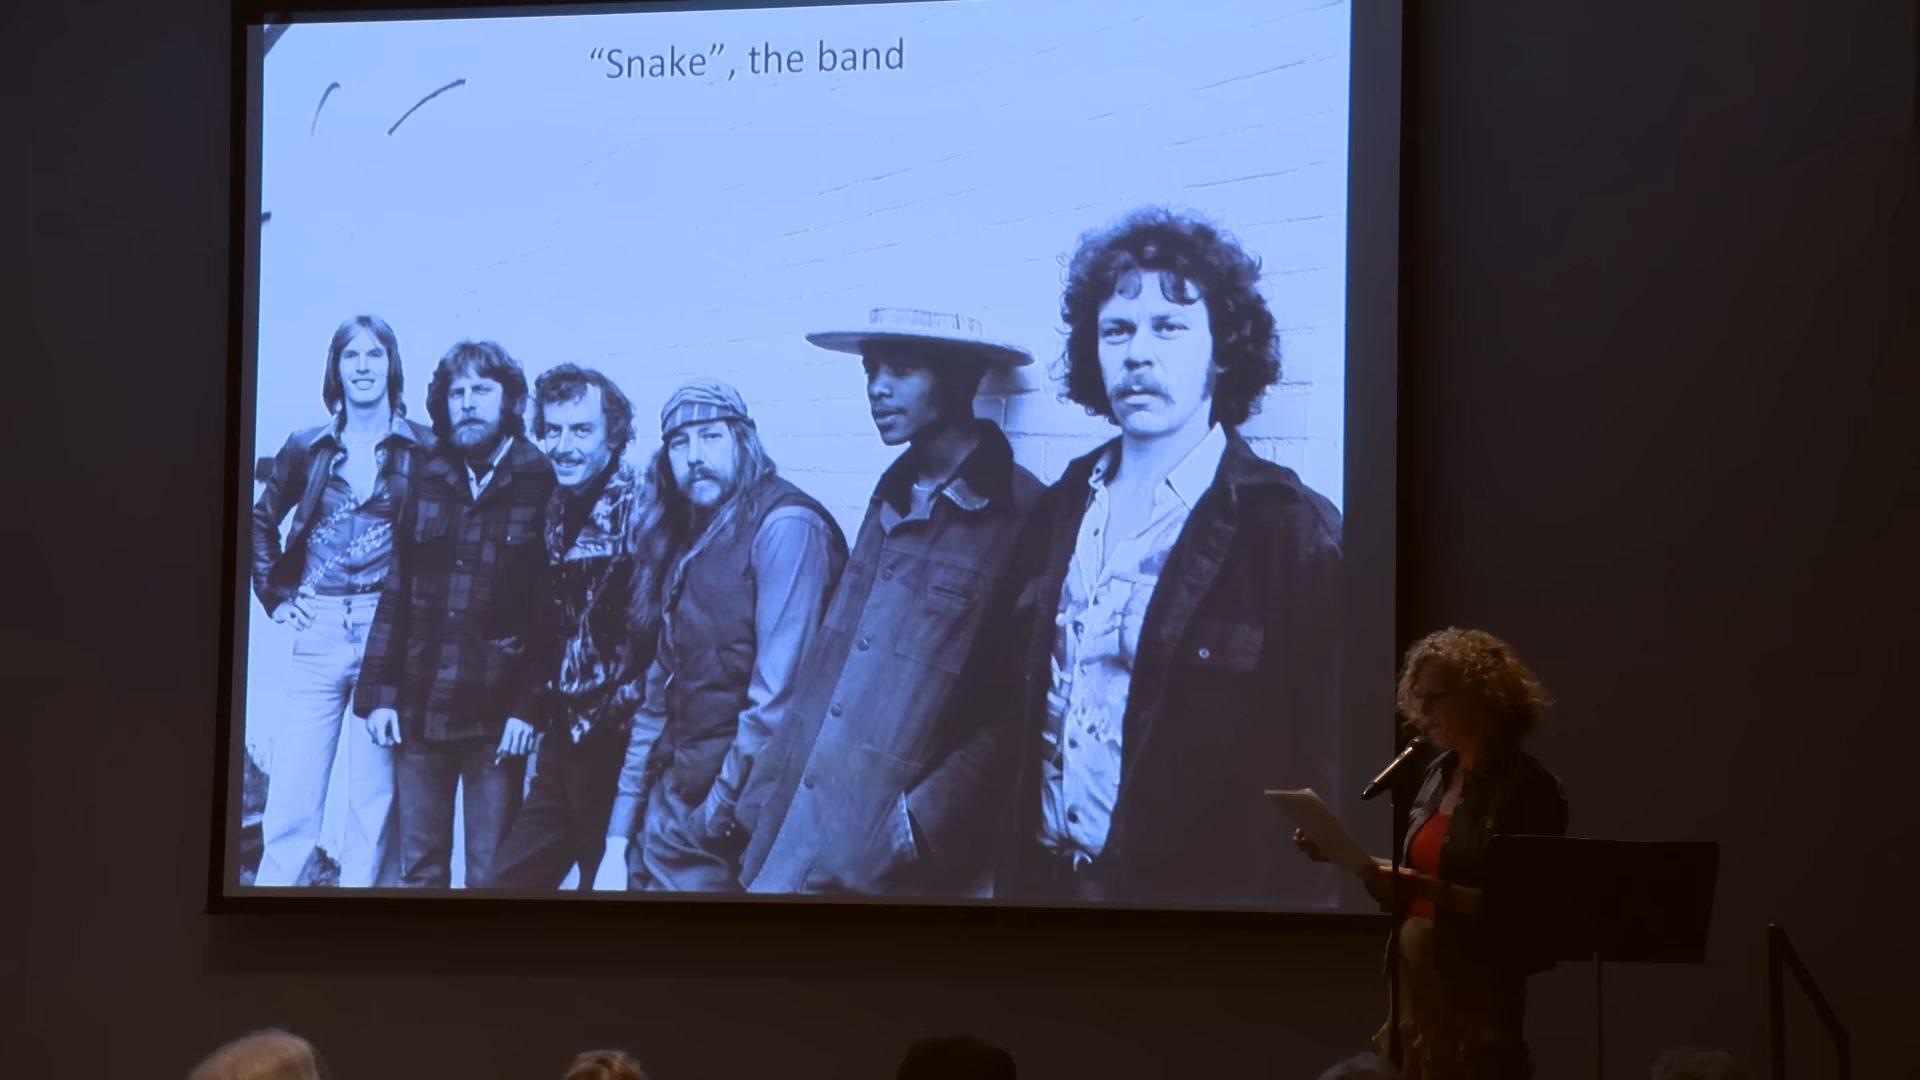 “Snake”, the band